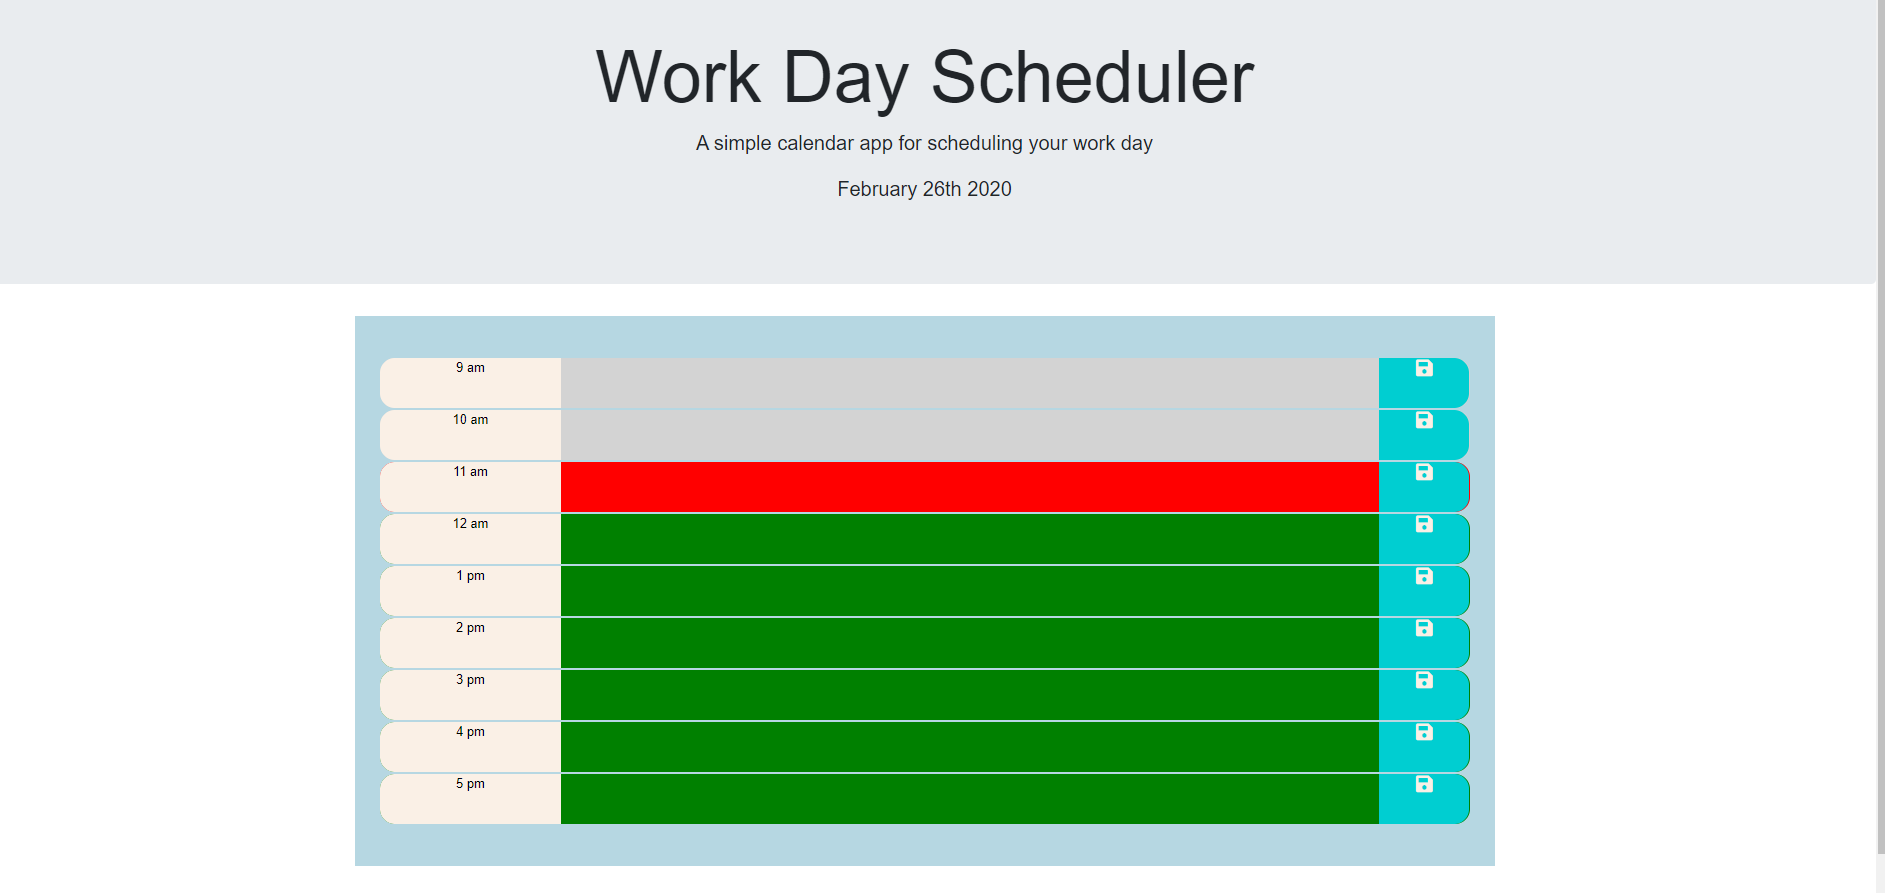 Work Day Scheduler
A simple calendar app for scheduling your work day
February 26th 2020
9 am
10 am
11 am
12 am
1 pm
2 pm
3 pm
4 pm
5 pm